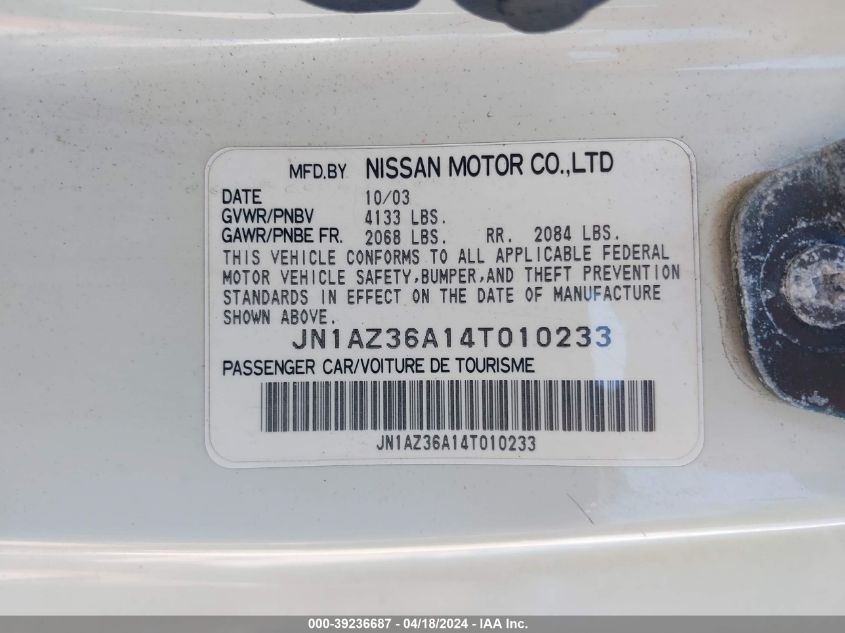 MFD.BY NISSAN MOTOR CO.,LTD
DATE 10/03
GVWR/PNBV 4133 LBS.
GAWR/PNBE FR. 2068 LBS. RR. 2084 LBS.
THIS VEHICLE CONFORMS TO ALL APPLICABLE FEDERAL
MOTOR VEHICLE SAFETY,BUMPER,AND THEFT PREVENTION
STANDARDS IN EFFECT ON THE DATE OF MANUFACTURE
SHOWN ABOVE.
JN1AZ36A14T010233
PASSENGER CAR/VOITURE DE TOURISME
JN1AZ36A14T010233
000-39236687 - 04/18/2024 - IAA Inc.